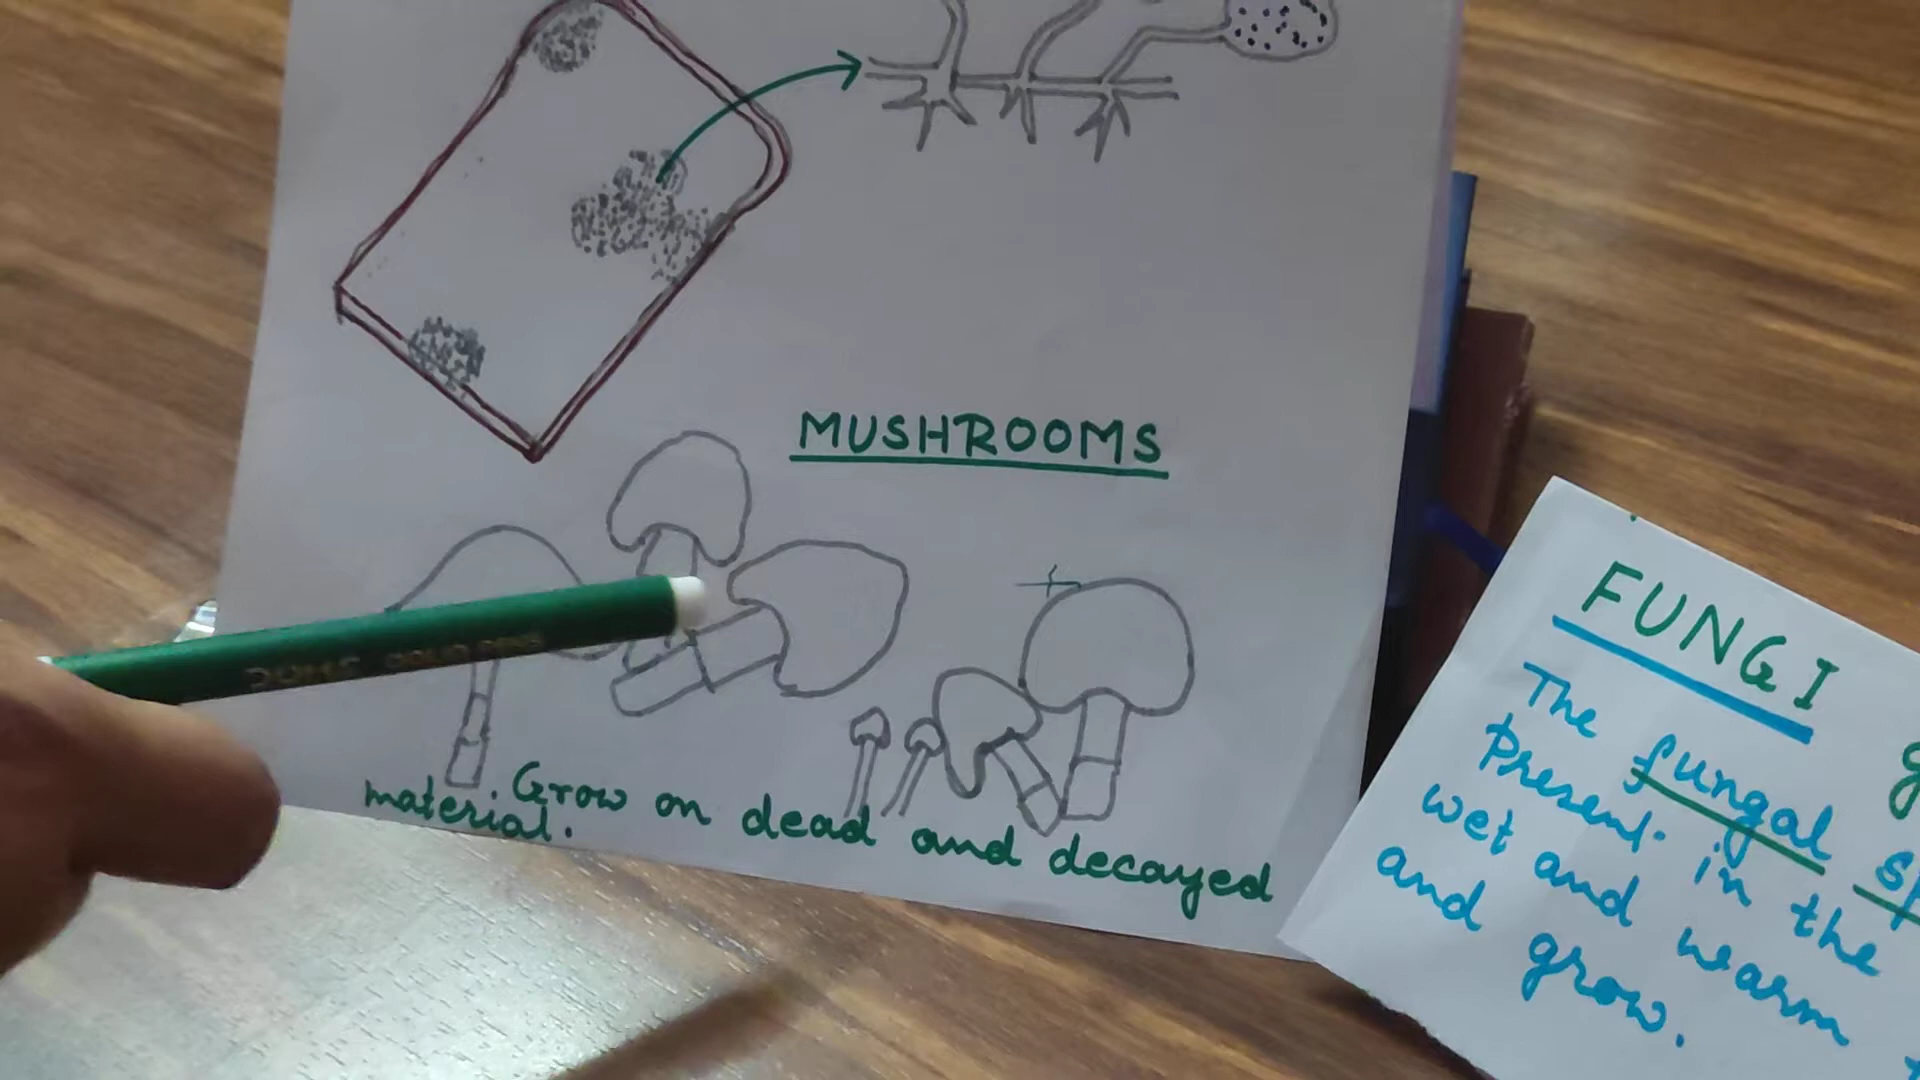 MUSHROOMS
. Grow on dead and decayed
material.
FUNGI
The fungal
Present in the
wet and warm
and grow.